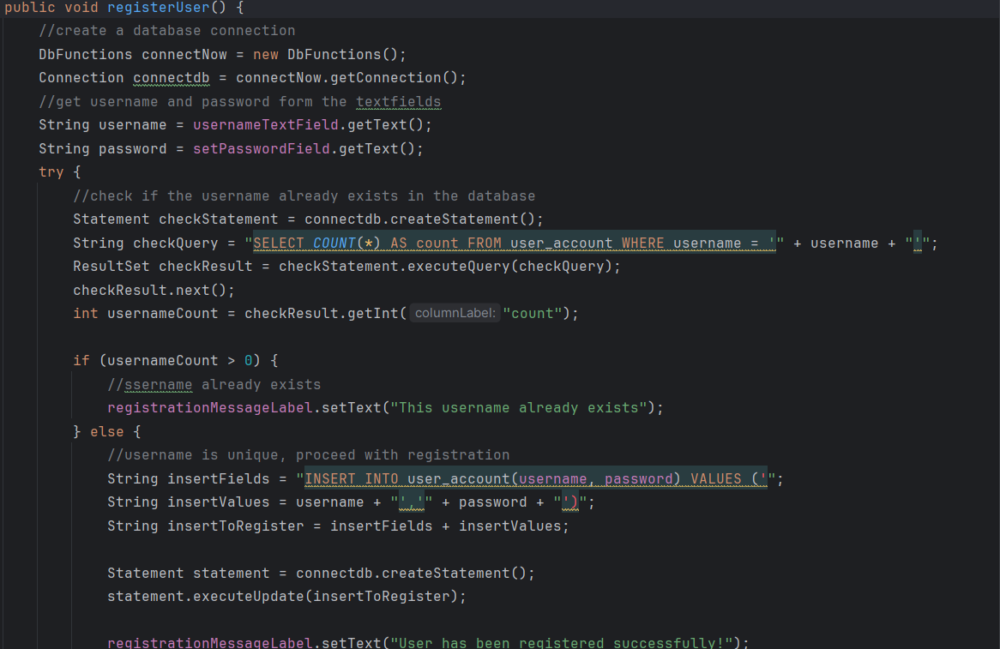 public void registerUser() {
    //create a database connection
    DbFunctions connectNow = new DbFunctions();
    Connection connectdb = connectNow.getConnection();
    //get username and password form the textfields
    String username = usernameTextField.getText();
    String password = setPasswordField.getText();
    try {
        //check if the username already exists in the database
        Statement checkStatement = connectdb.createStatement();
        String checkQuery = "SELECT COUNT(*) AS count FROM user_account WHERE username = '" + username + "'";
        ResultSet checkResult = checkStatement.executeQuery(checkQuery);
        checkResult.next();
        int usernameCount = checkResult.getInt( columnLabel: "count");
        if (usernameCount > 0) {
            //ssername already exists
            registrationMessageLabel.setText("This username already exists");
        } else {
            //username is unique, proceed with registration
            String insertFields = "INSERT INTO user_account(username, password) VALUES ('";
            String insertValues = username + "','" + password + "')";
            String insertToRegister = insertFields + insertValues;
            Statement statement = connectdb.createStatement();
            statement.executeUpdate(insertToRegister);
            registrationMessageLabel.setText("User has been registered successfully!");